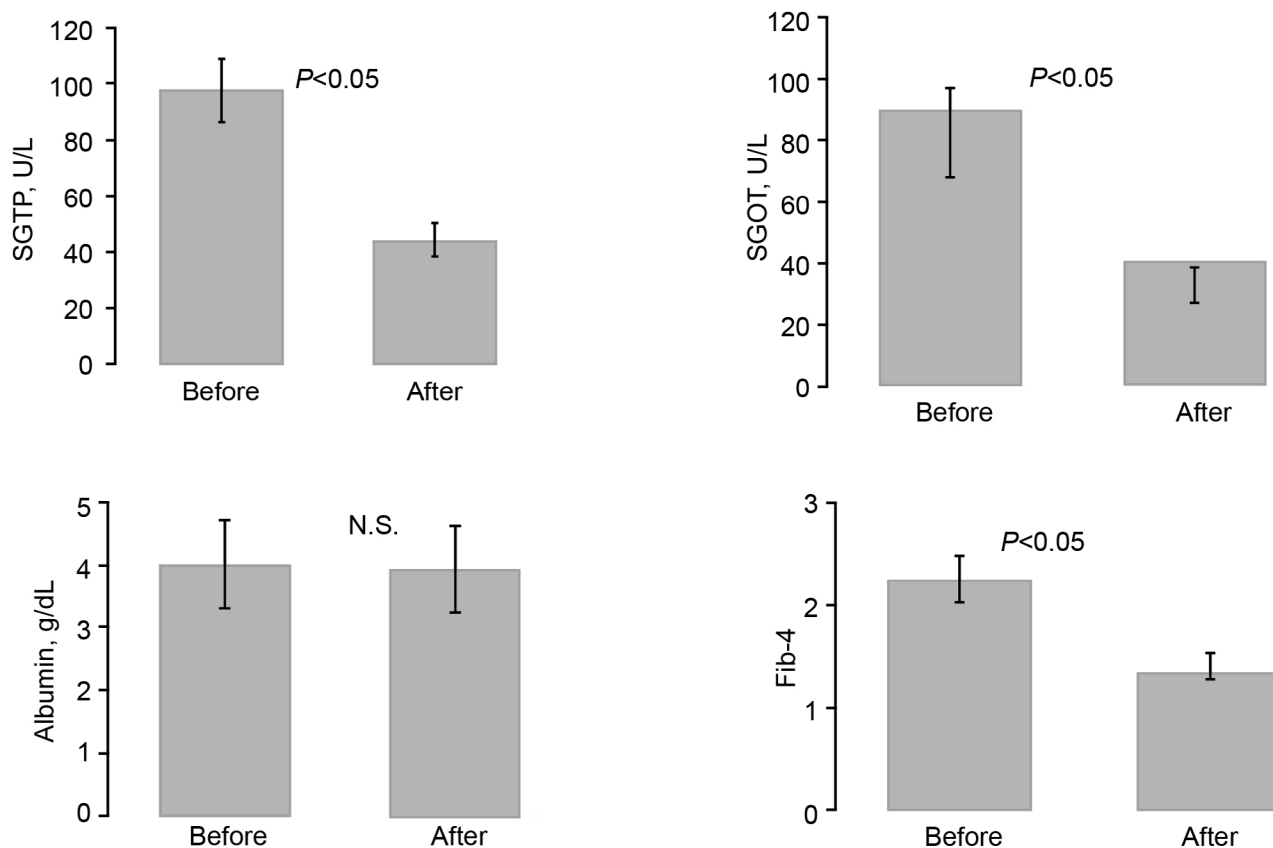 SGTP, U/L
120
100
80
60
40
20
0
P<0.05
Before After
SGOT, U/L
120
100
80
60
40
20
0
P<0.05
Before After
Albumin, g/dL
5
4
3
2
1
0
N.S.
Before After
Fib-4
3
2
1
0
P<0.05
Before After